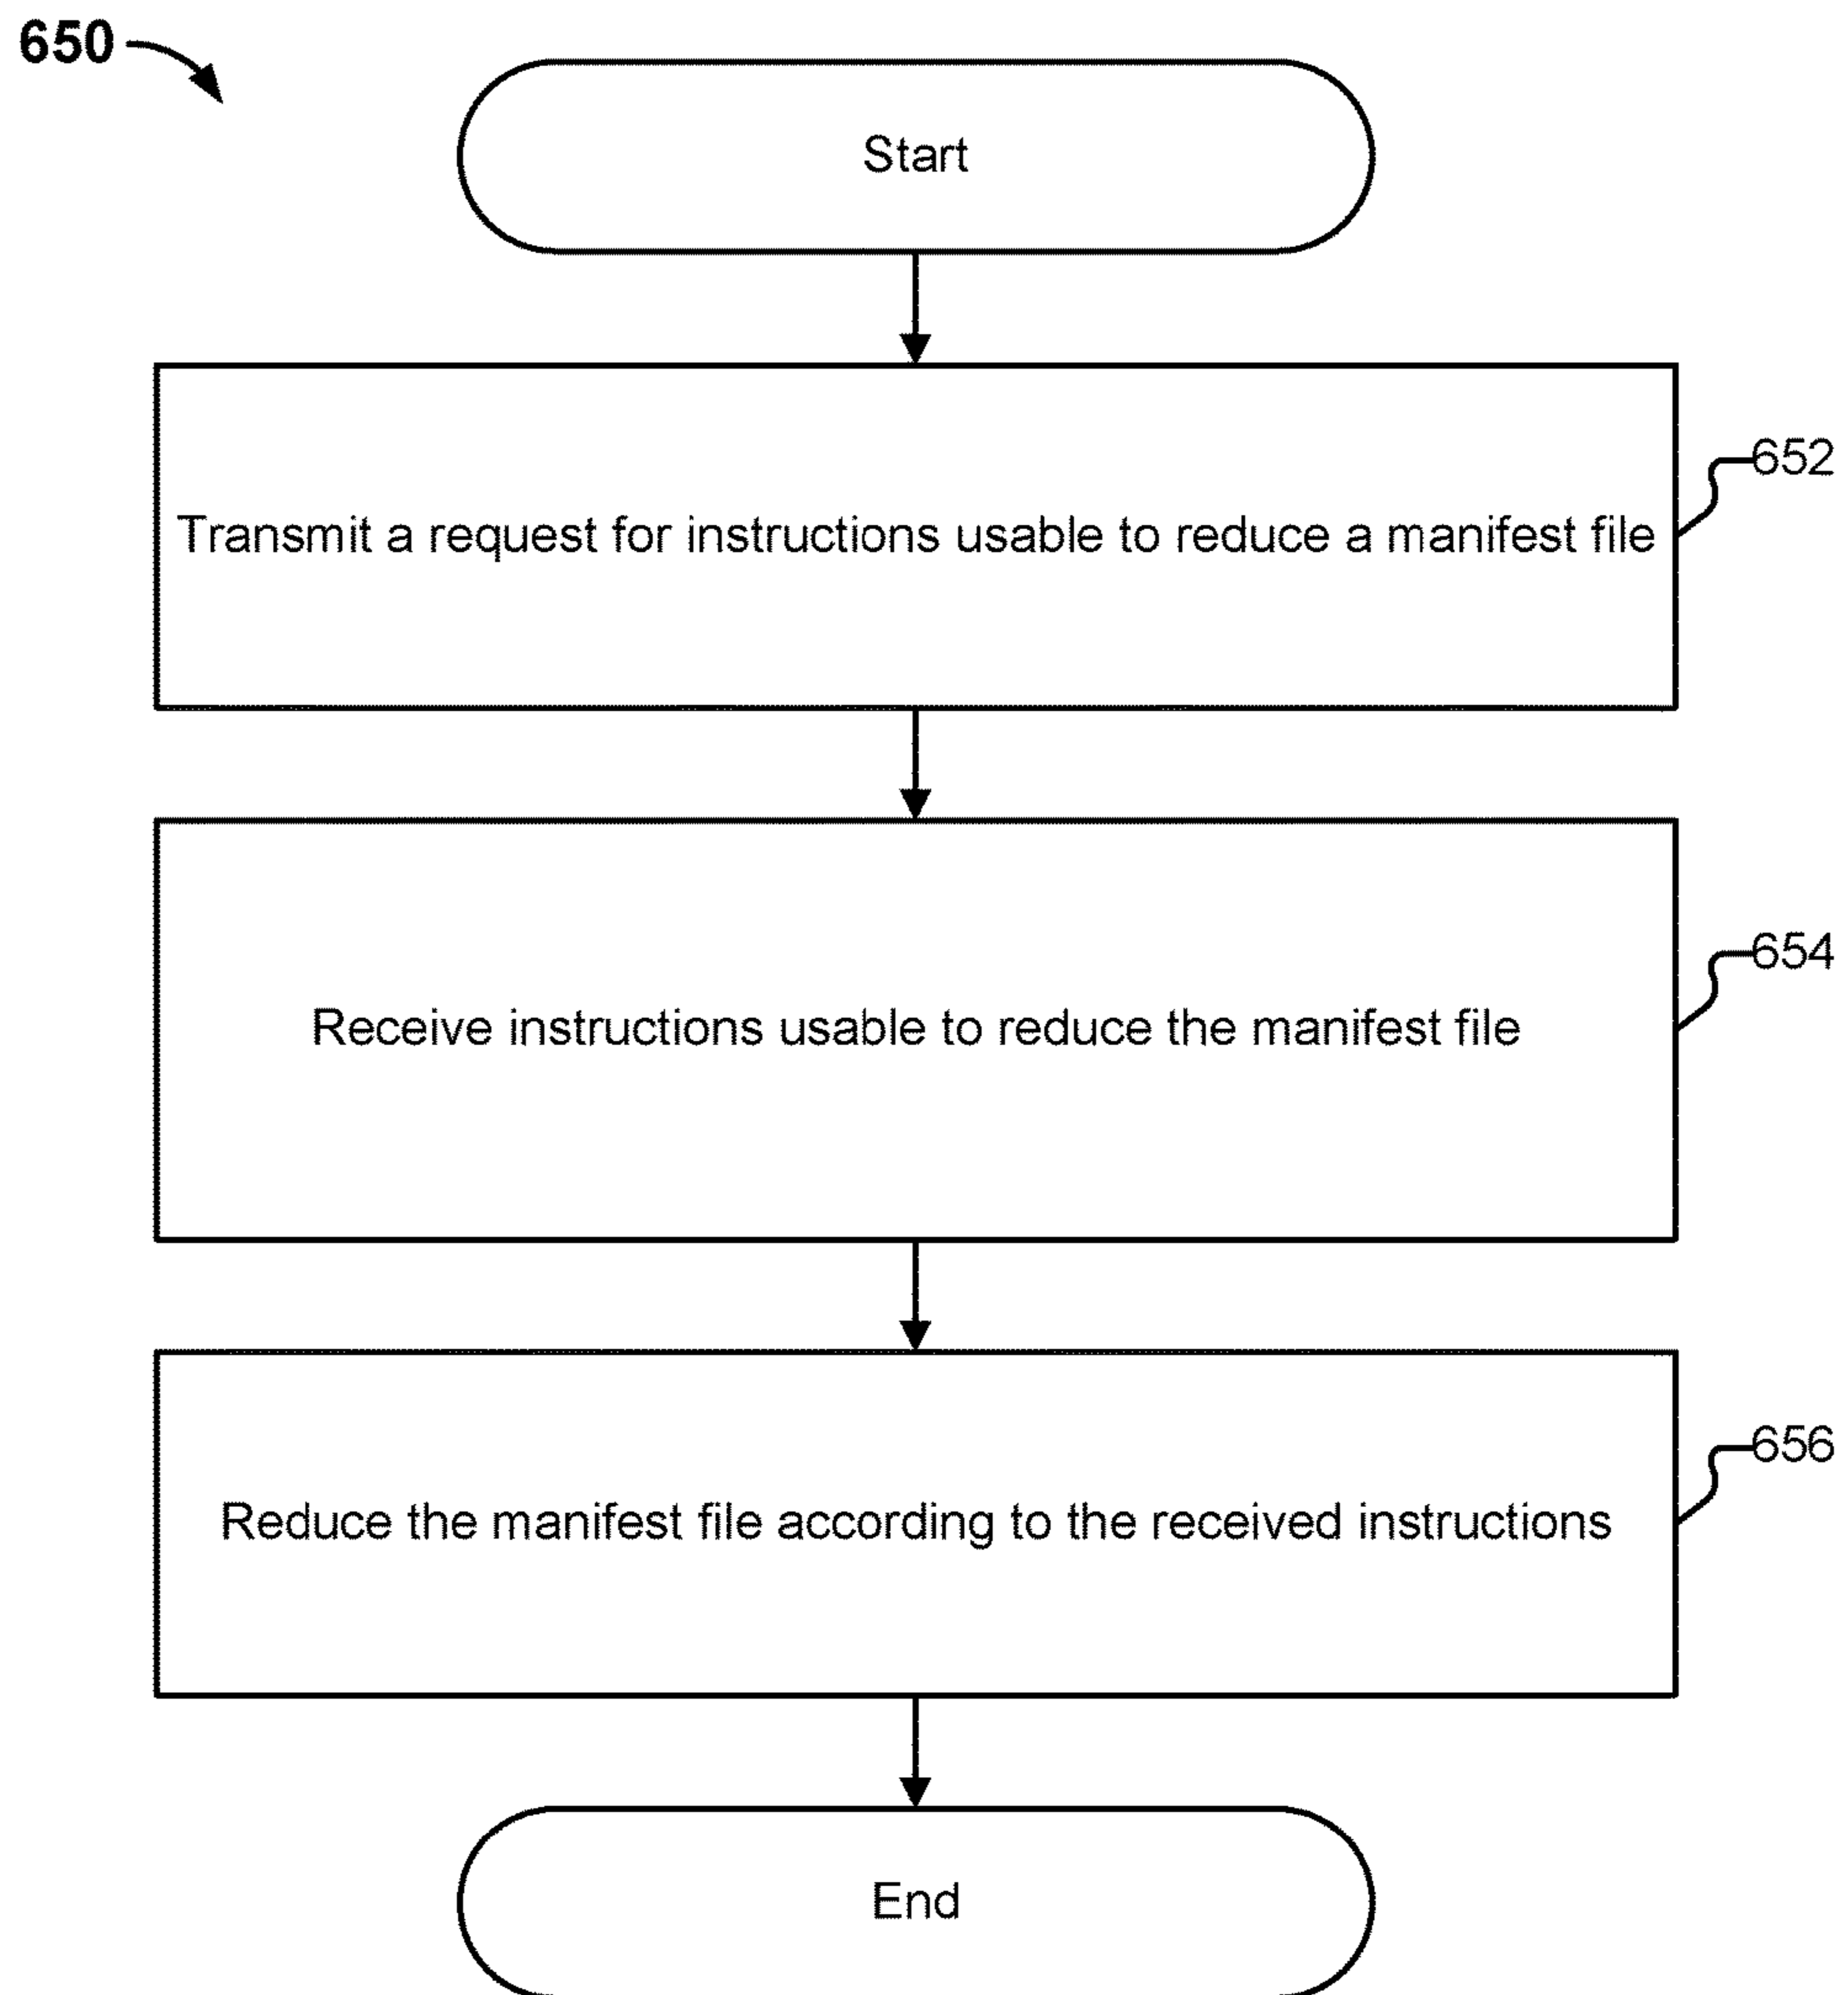 650
Start
652
Transmit a request for instructions usable to reduce a manifest file
654
Receive instructions usable to reduce the manifest file
656
Reduce the manifest file according to the received instructions
End